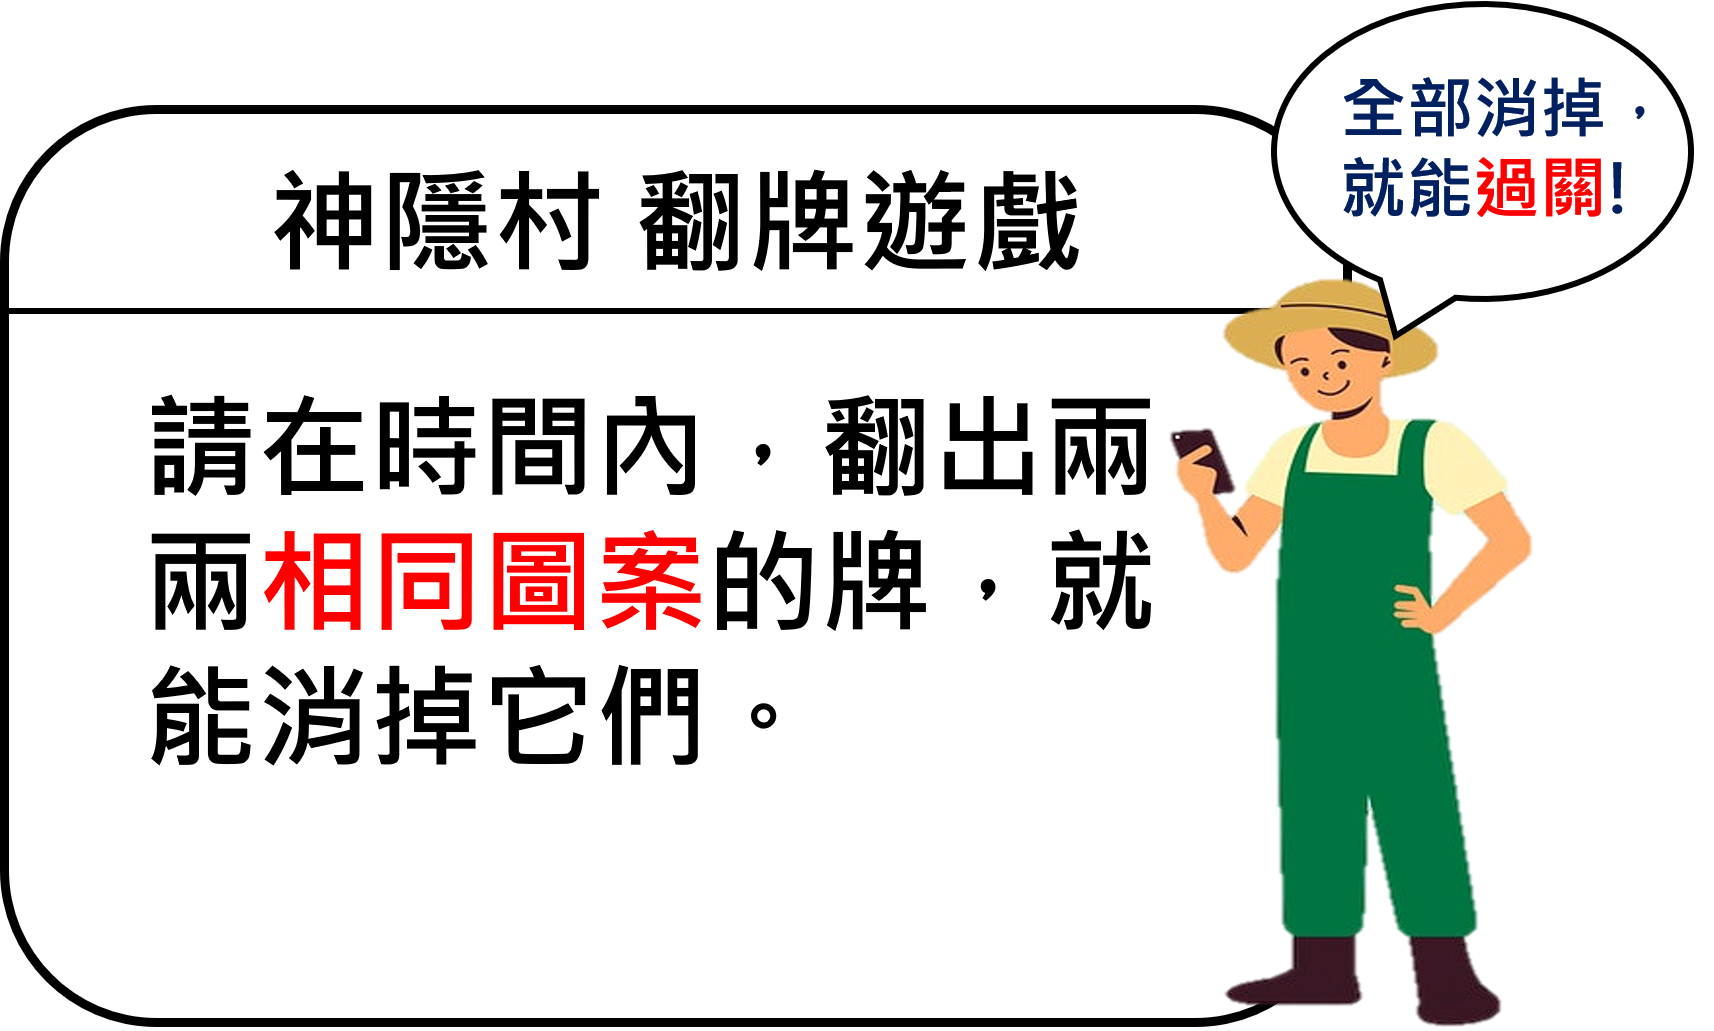 全部消掉，
就能過關!
神隱村 翻牌遊戲
請在時間內，翻出兩
兩相同圖案的牌，就
能消掉它們。